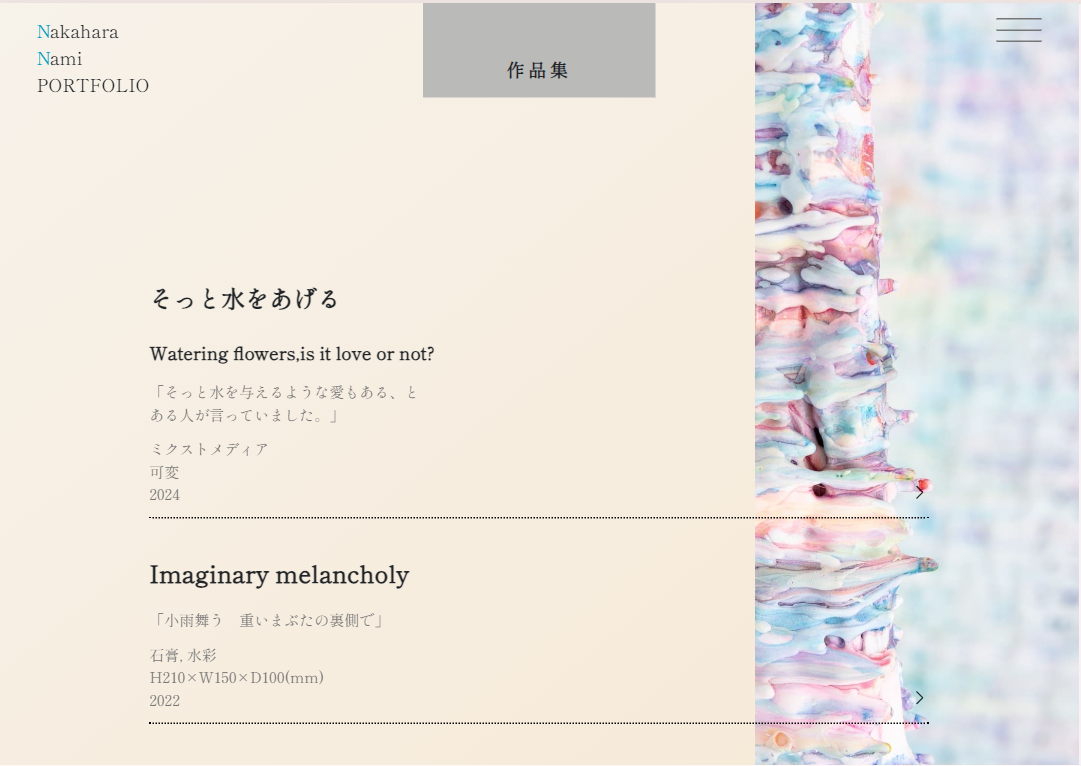 Nakahara
Nami
PORTFOLIO
作品集
そっと水をあげる
Watering flowers,is it love or not?
「そっと水を与えるような愛もある、と
ある人が言っていました。」
ミクストメディア
可変
2024
Imaginary melancholy
「小雨舞う　重いまぶたの裏側で」
石膏, 水彩
H210×W150×D100(mm)
2022